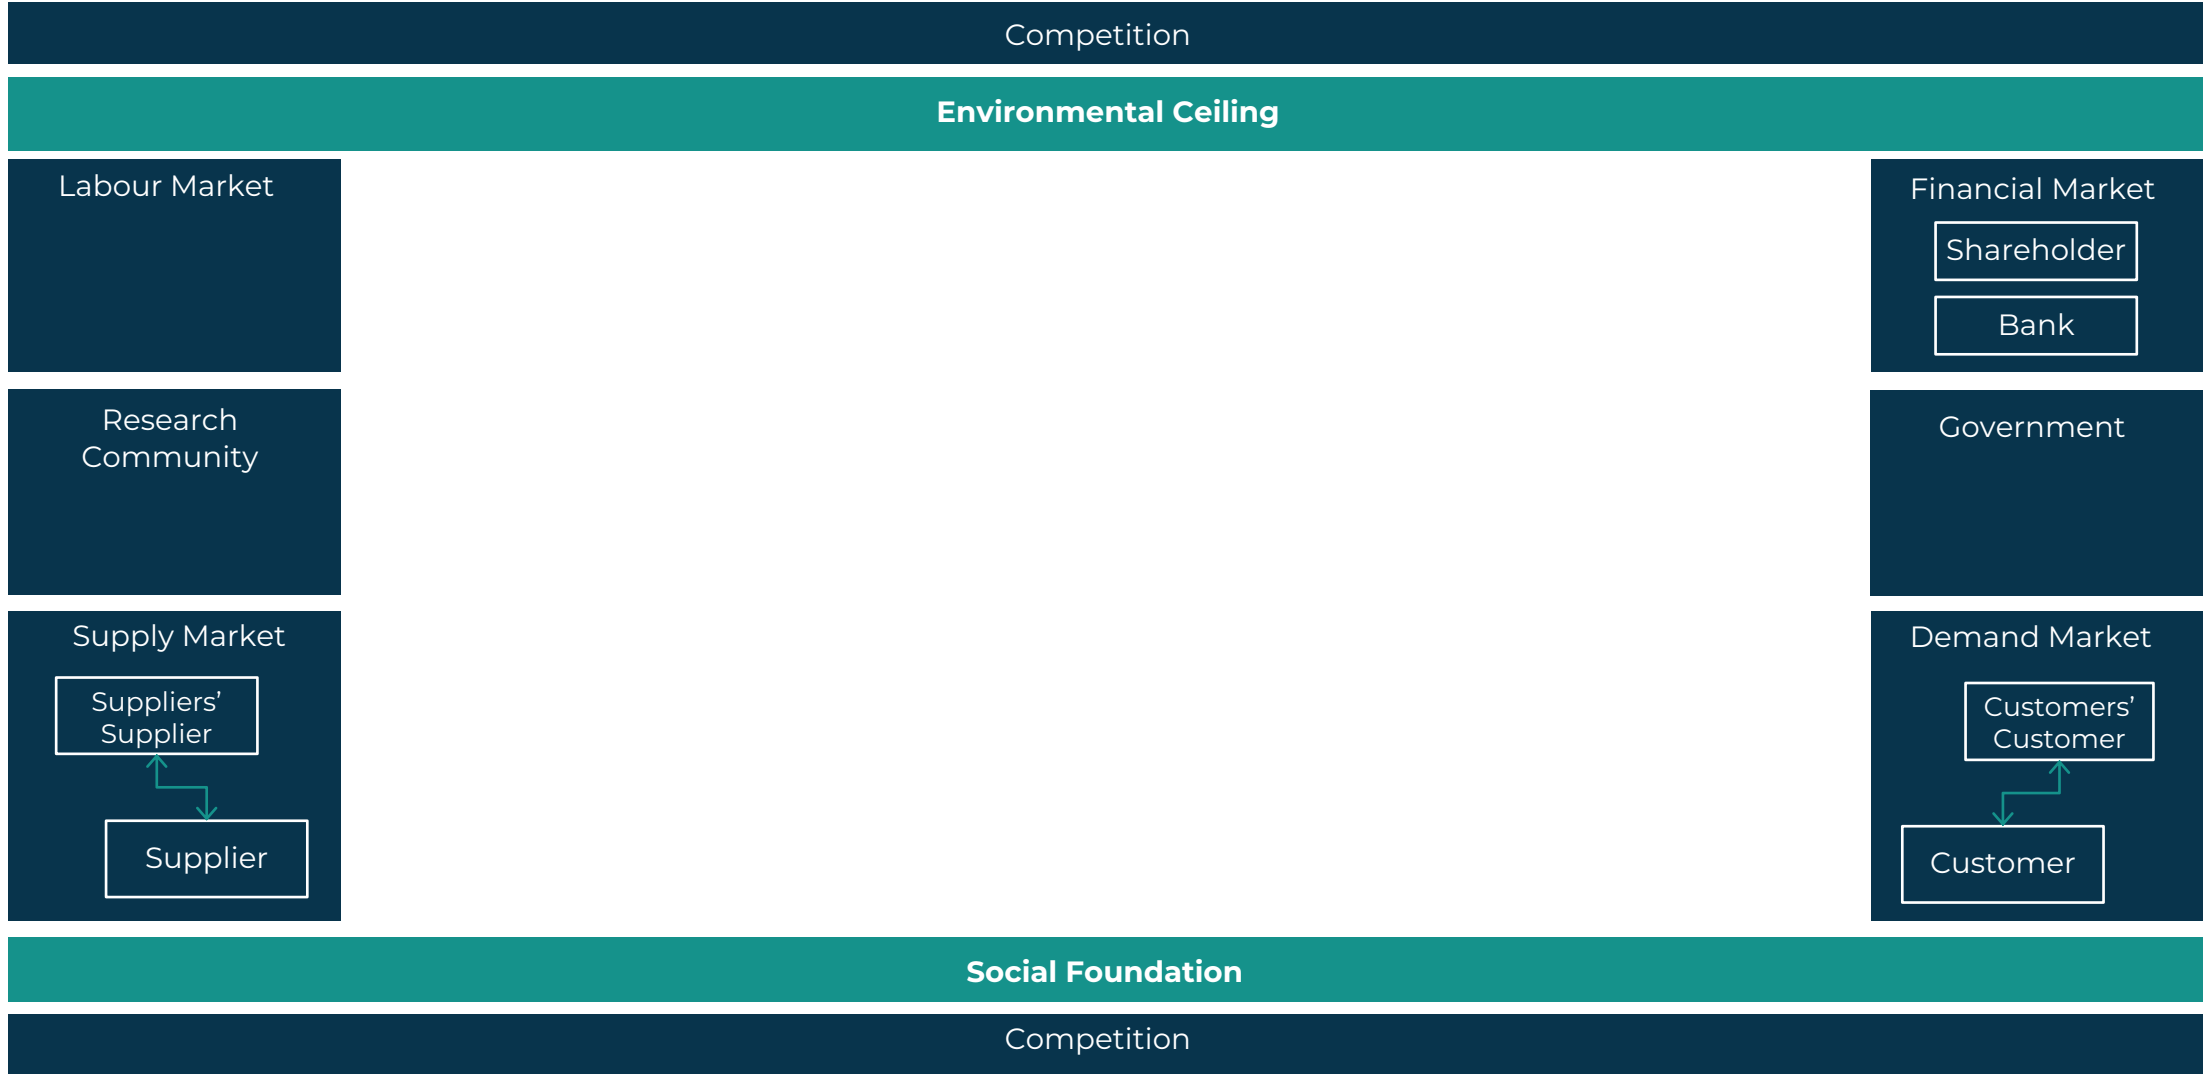 Competition
Environmental Ceiling
Labour Market
Financial Market
Shareholder
Bank
Research
Community
Government
Supply Market
Suppliers’
Supplier
Supplier
Demand Market
Customers’
Customer
Customer
Social Foundation
Competition